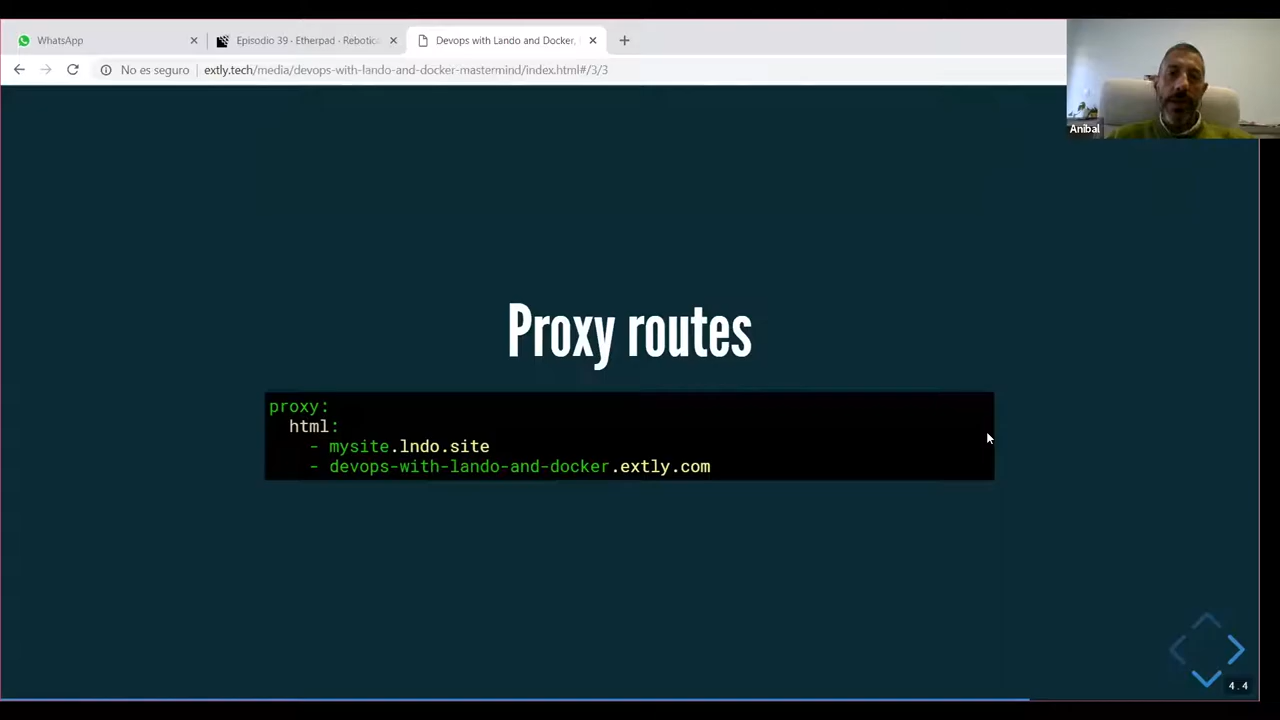 WhatsApp
Episodio 39 · Etherpad · Rebotica
Devops with Lando and Docker,
No es seguro
extly.tech/media/devops-with-lando-and-docker-mastermind/index.html#/3/3
Anibal
Proxy routes
proxy:
html:
- mysite.lndo.site
- devops-with-lando-and-docker.extly.com
4.4